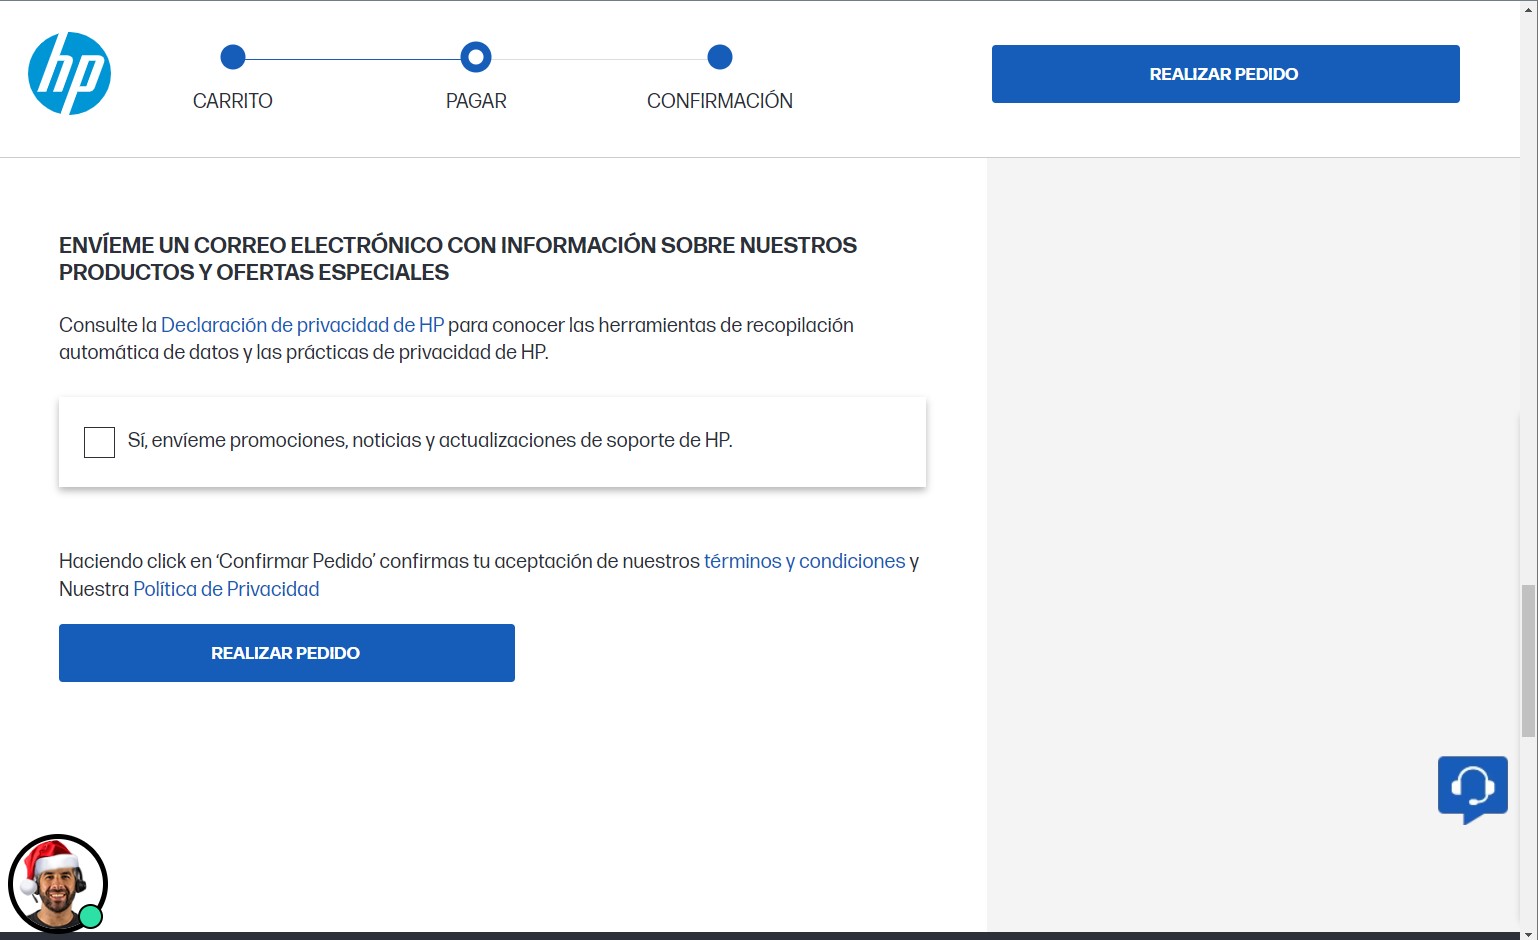 hp
CARRITO
PAGAR
CONFIRMACIÓN
REALIZAR PEDIDO
ENVÍEME UN CORREO ELECTRÓNICO CON INFORMACIÓN SOBRE NUESTROS
PRODUCTOS Y OFERTAS ESPECIALES
Consulte la Declaración de privacidad de HP para conocer las herramientas de recopilación
automática de datos y las prácticas de privacidad de HP.
Sí, envíeme promociones, noticias y actualizaciones de soporte de HP.
Haciendo click en ‘Confirmar Pedido’ confirmas tu aceptación de nuestros términos y condiciones y
Nuestra Política de Privacidad
REALIZAR PEDIDO